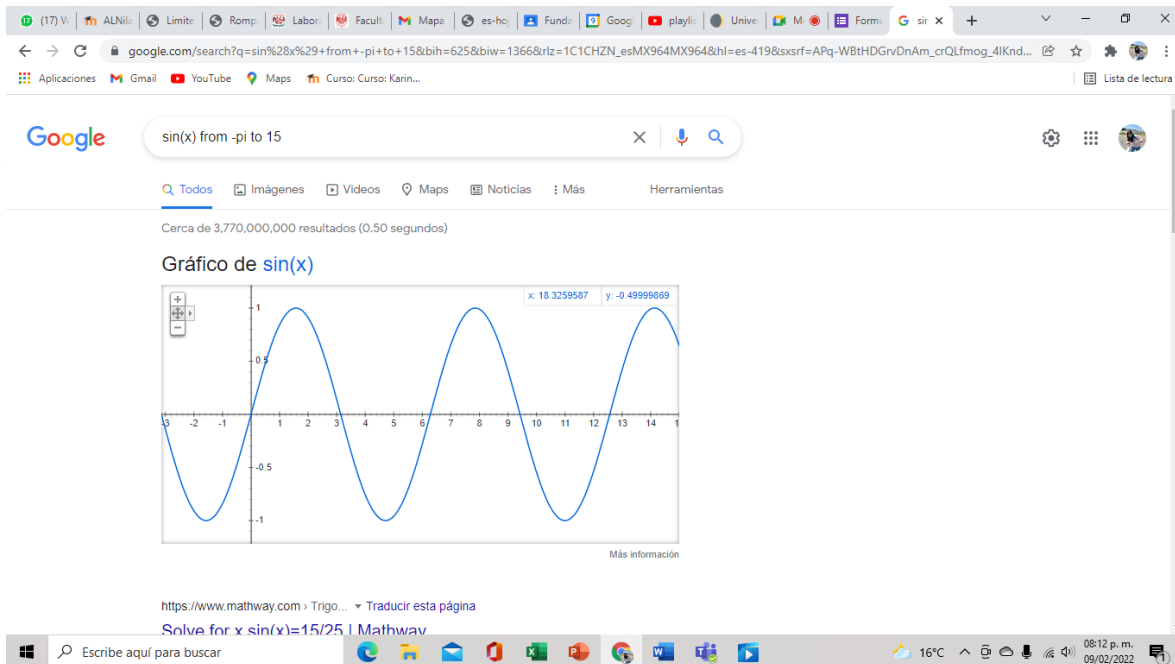 (17) W ALNila Limite Romp Labora Facult Mapa es-hoj Funda Googl playlis Unive M Formu sin
google.com/search?q=sin%28x%29+from+-pi+to+15&bih=625&biw=1366&rlz=1C1CHZN_esMX964MX964&hl=es-419&sxsrf=APq-WBtHDGrvDnAm_crQLfmog_4IKnd...
Aplicaciones Gmail YouTube Maps Curso: Curso: Karin... Lista de lectura
Google sin(x) from -pi to 15
Todos Imágenes Videos Maps Noticias Más Herramientas
Cerca de 3,770,000,000 resultados (0.50 segundos)
Gráfico de sin(x)
x: 18.3259587 y: -0.49999869
1
0.5
-3 -2 -1 1 2 3 4 5 6 7 8 9 10 11 12 13 14 1
-0.5
-1
Más información
https://www.mathway.com › Trigo... Traducir esta página
Solve for x sin(x)=15/25 | Mathway
Escribe aquí para buscar 16°C 08:12 p. m.
09/02/2022